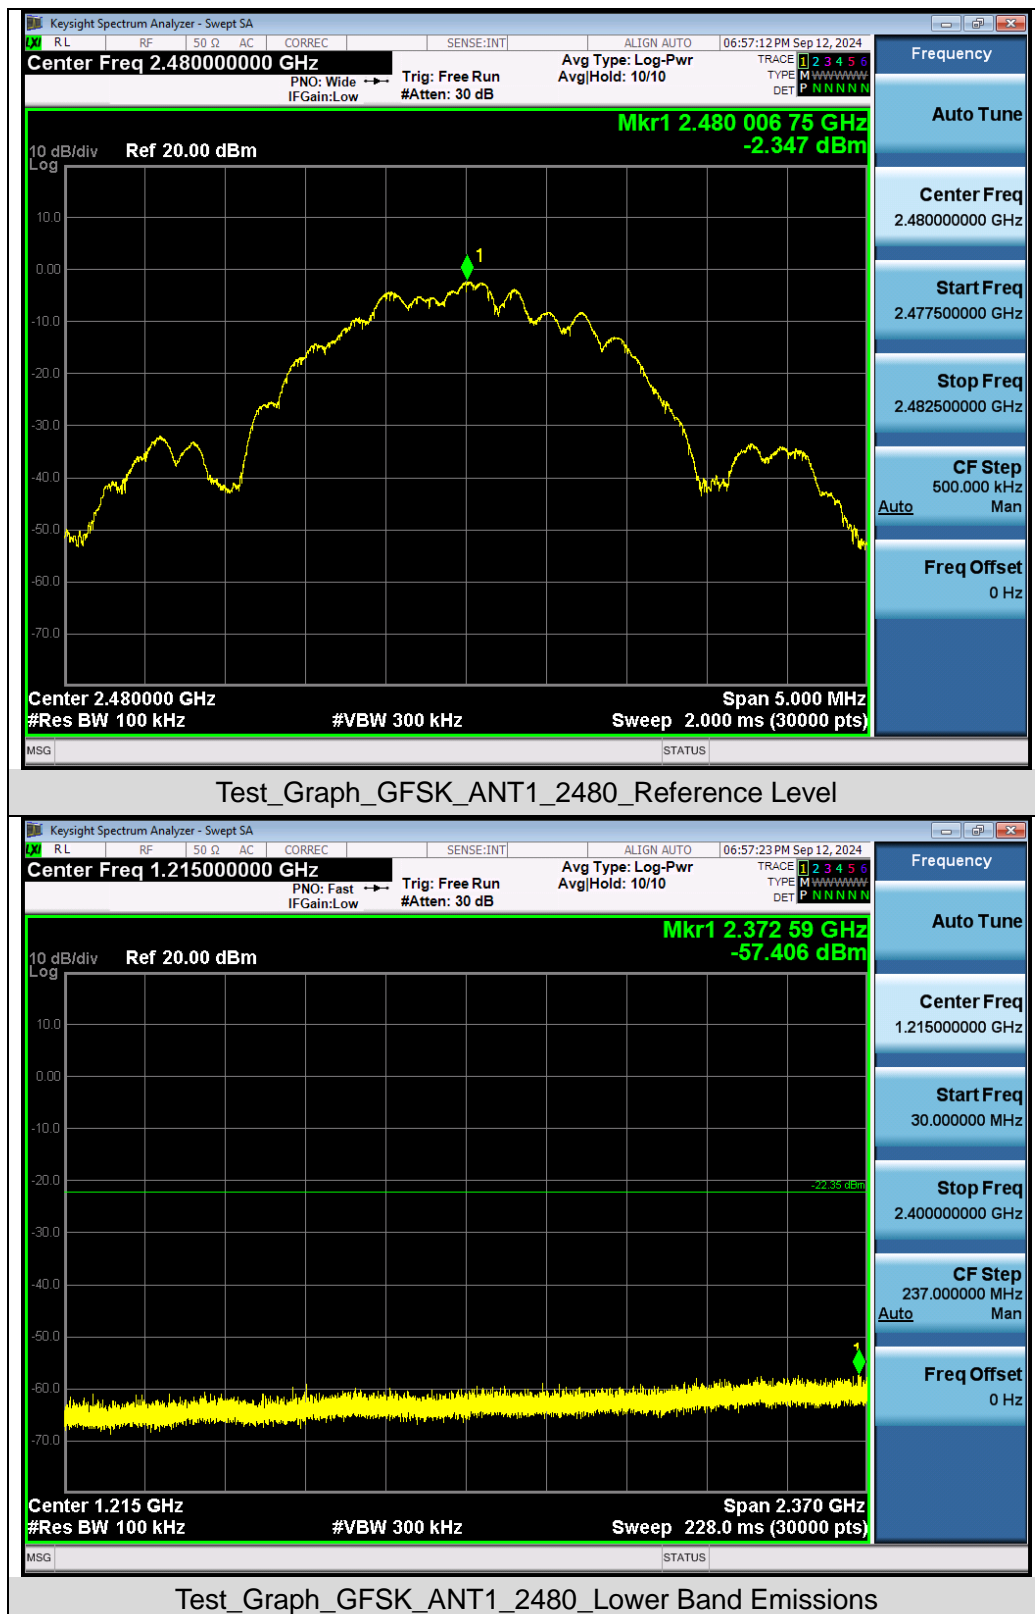 Keysight Spectrum Analyzer - Swept SA
LXI RL RF 50 Ω AC CORREC SENSE:INT ALIGN AUTO 06:57:12 PM Sep 12, 2024
Center Freq 2.480000000 GHz
PNO: Wide
IFGain:Low
Trig: Free Run
#Atten: 30 dB
Avg Type: Log-Pwr
Avg|Hold: 10/10
TRACE 1 2 3 4 5 6
TYPE M WWWWW
DET P N N N N N
Mkr1 2.480 006 75 GHz
-2.347 dBm
10 dB/div Ref 20.00 dBm
Log
10.0
0.00
-10.0
-20.0
-30.0
-40.0
-50.0
-60.0
-70.0
1
Center 2.480000 GHz Span 5.000 MHz
#Res BW 100 kHz #VBW 300 kHz Sweep 2.000 ms (30000 pts)
MSG STATUS
Frequency
Auto Tune
Center Freq
2.480000000 GHz
Start Freq
2.477500000 GHz
Stop Freq
2.482500000 GHz
CF Step
500.000 kHz
Auto Man
Freq Offset
0 Hz
Test_Graph_GFSK_ANT1_2480_Reference Level
Keysight Spectrum Analyzer - Swept SA
LXI RL RF 50 Ω AC CORREC SENSE:INT ALIGN AUTO 06:57:23 PM Sep 12, 2024
Center Freq 1.215000000 GHz
PNO: Fast
IFGain:Low
Trig: Free Run
#Atten: 30 dB
Avg Type: Log-Pwr
Avg|Hold: 10/10
TRACE 1 2 3 4 5 6
TYPE M WWWWW
DET P N N N N N
Mkr1 2.372 59 GHz
-57.406 dBm
10 dB/div Ref 20.00 dBm
Log
10.0
0.00
-10.0
-20.0
-30.0
-40.0
-50.0
-60.0
-70.0
-22.35 dBm
1
Center 1.215 GHz Span 2.370 GHz
#Res BW 100 kHz #VBW 300 kHz Sweep 228.0 ms (30000 pts)
MSG STATUS
Frequency
Auto Tune
Center Freq
1.215000000 GHz
Start Freq
30.000000 MHz
Stop Freq
2.400000000 GHz
CF Step
237.000000 MHz
Auto Man
Freq Offset
0 Hz
Test_Graph_GFSK_ANT1_2480_Lower Band Emissions